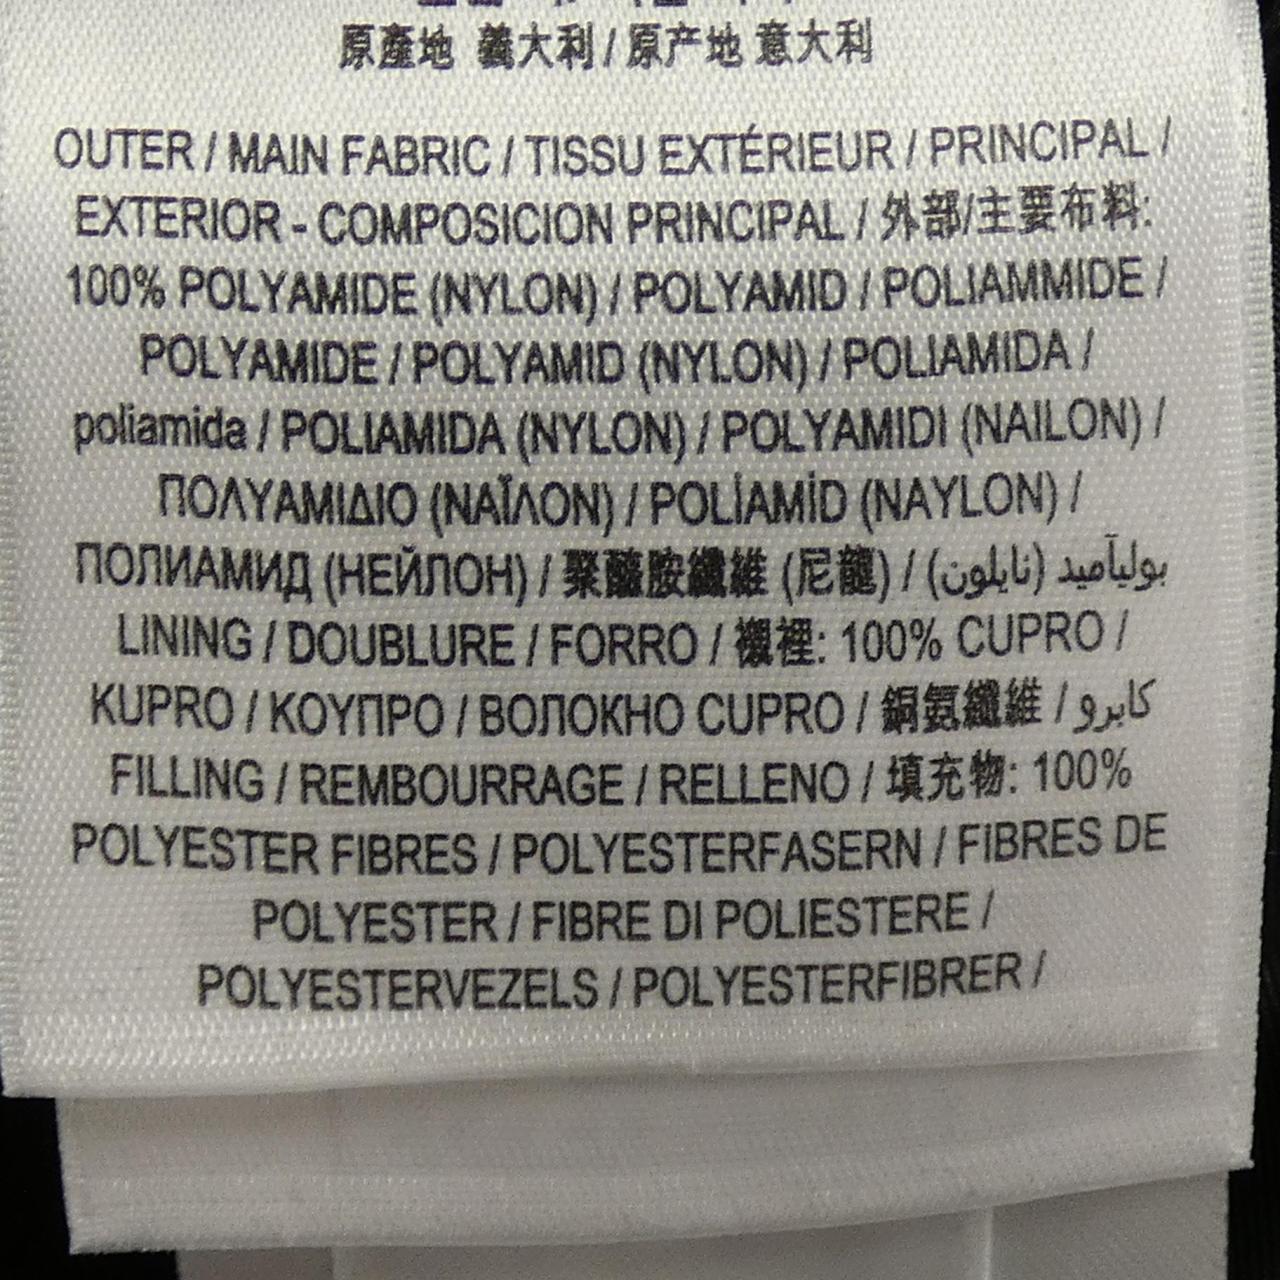 原產地 義大利 / 原产地 意大利
OUTER / MAIN FABRIC / TISSU EXTÉRIEUR / PRINCIPAL /
EXTERIOR - COMPOSICION PRINCIPAL / 外部/主要布料:
100% POLYAMIDE (NYLON) / POLYAMID / POLIAMMIDE /
POLYAMIDE / POLYAMID (NYLON) / POLIAMIDA /
poliamida / POLIAMIDA (NYLON) / POLYAMIDI (NAILON) /
ΠΟΛΥΑΜΙΔΙΟ (ΝΑΪΛΟΝ) / POLİAMİD (NAYLON) /
ПОЛИАМИД (НЕЙЛОН) / 聚醯胺纖維 (尼龍) / بوليآميد (نايلون)
LINING / DOUBLURE / FORRO / 襯裡: 100% CUPRO /
KUPRO / ΚΟΥΠΡΟ / ВОЛОКНО CUPRO / 銅氨纖維 / كابرو
FILLING / REMBOURRAGE / RELLENO / 填充物: 100%
POLYESTER FIBRES / POLYESTERFASERN / FIBRES DE
POLYESTER / FIBRE DI POLIESTERE /
POLYESTERVEZELS / POLYESTERFIBRER /